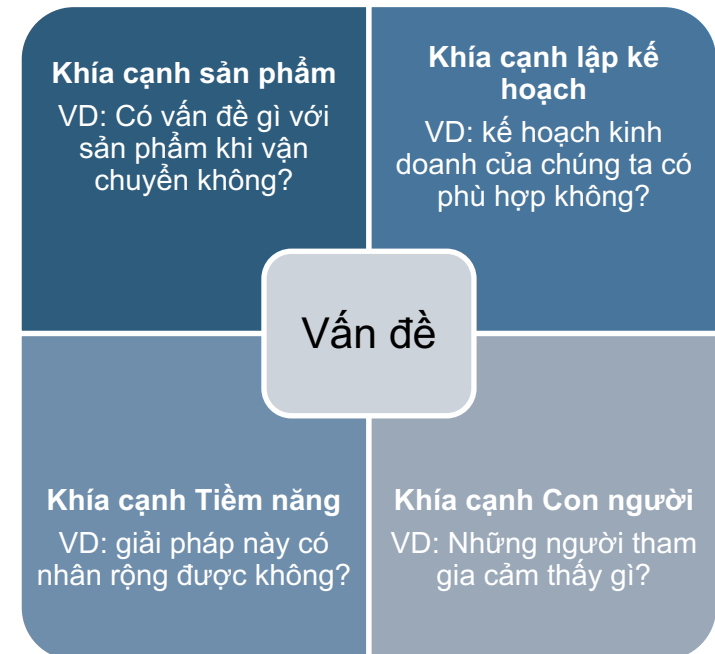 Khía cạnh sản phẩm
VD: Có vấn đề gì với
sản phẩm khi vận
chuyển không?
Khía cạnh lập kế
hoạch
VD: kế hoạch kinh
doanh của chúng ta có
phù hợp không?
Vấn đề
Khía cạnh Tiềm năng
VD: giải pháp này có
nhân rộng được không?
Khía cạnh Con người
VD: Những người tham
gia cảm thấy gì?